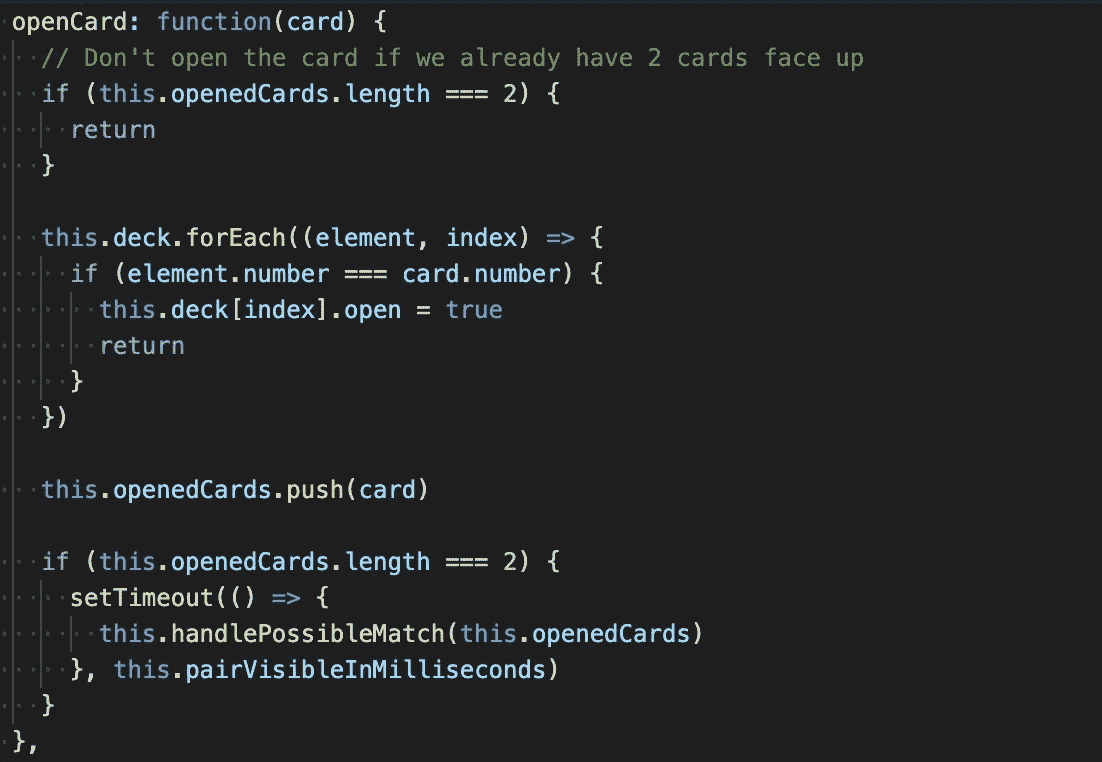 openCard: function(card) {
  // Don't open the card if we already have 2 cards face up
  if (this.openedCards.length === 2) {
    return
  }

  this.deck.forEach((element, index) => {
    if (element.number === card.number) {
      this.deck[index].open = true
      return
    }
  })

  this.openedCards.push(card)

  if (this.openedCards.length === 2) {
    setTimeout(() => {
      this.handlePossibleMatch(this.openedCards)
    }, this.pairVisibleInMilliseconds)
  }
},